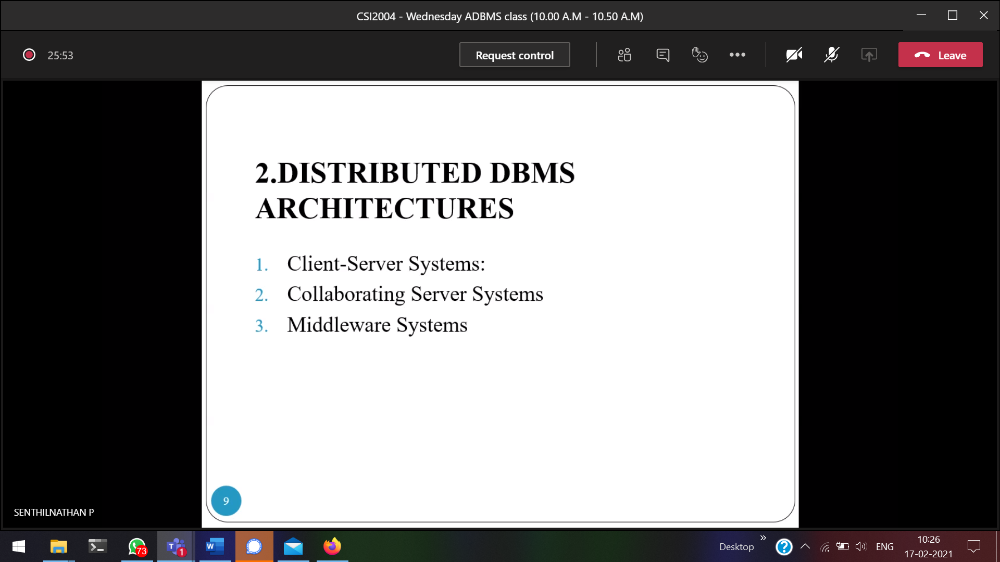 CSI2004 - Wednesday ADBMS class (10.00 A.M - 10.50 A.M)
25:53
Request control
Leave
2.DISTRIBUTED DBMS
ARCHITECTURES
1. Client-Server Systems:
2. Collaborating Server Systems
3. Middleware Systems
9
SENTHILNATHAN P
73
T
1
W
Desktop
?
ENG
10:26
17-02-2021